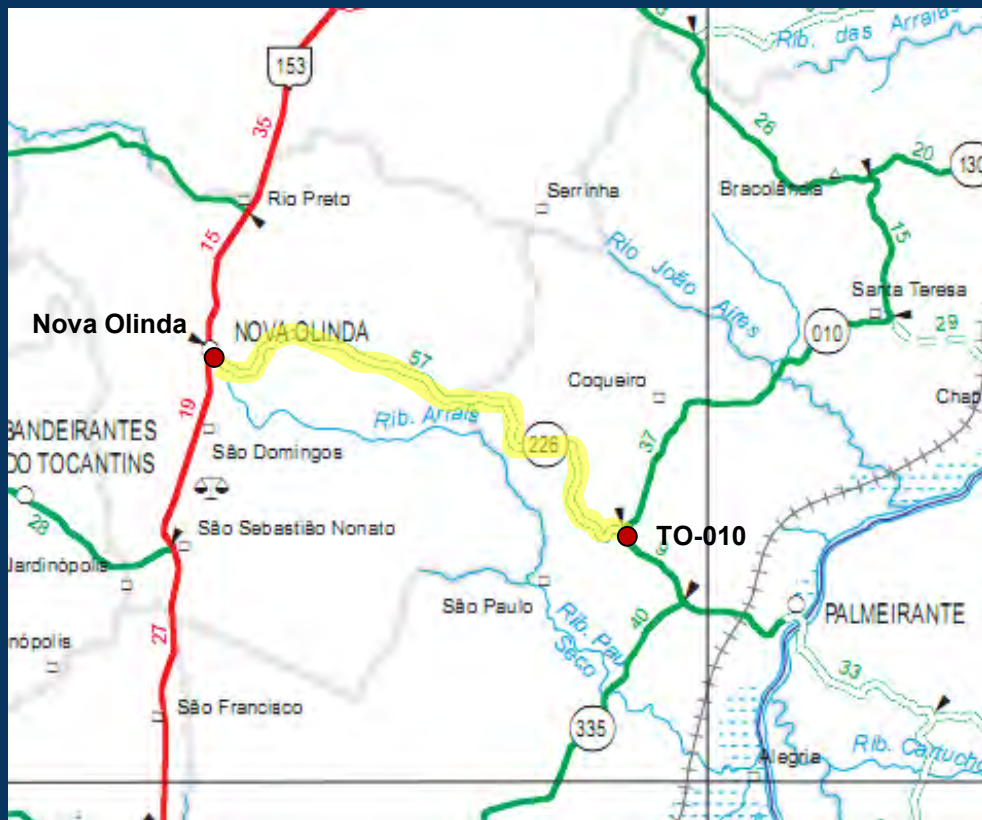 Rib. das Arraias
153
35
26
20
130
Bracolândia
Serrinha
Rio Preto
15
15
Rio João Aires
Santa Teresa
010
29
Nova Olinda
NOVA OLINDA
57
Coqueiro
Chap
Rib. Arrais
19
BANDEIRANTES
DO TOCANTINS
São Domingos
226
37
São Sebastião Nonato
TO-010
28
Jardinópolis
São Paulo
40
PALMEIRANTE
Rib. Pau
Seco
nópolis
27
33
São Francisco
335
Alegria
Rib. Cartucho